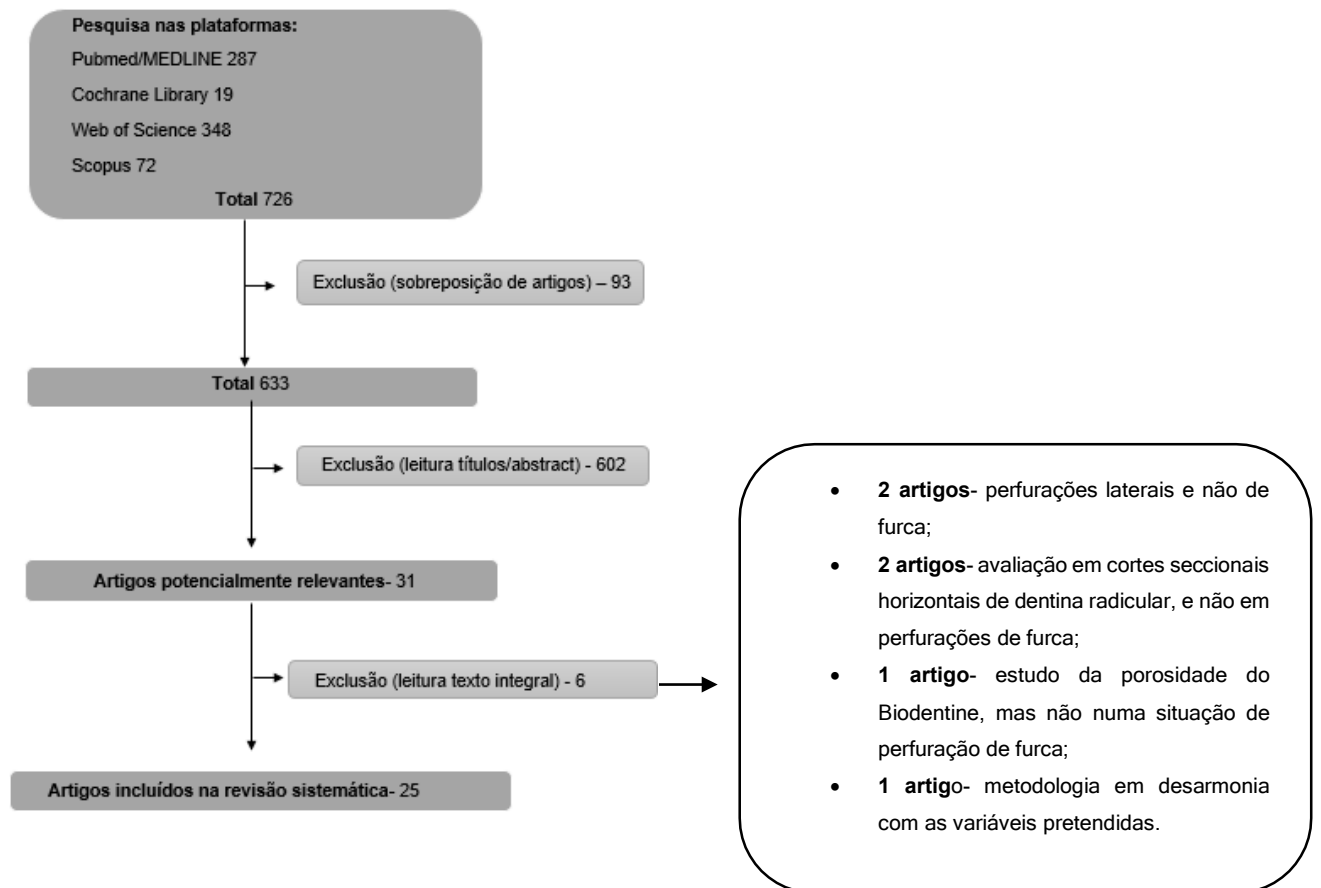 Pesquisa nas plataformas:
Pubmed/MEDLINE 287
Cochrane Library 19
Web of Science 348
Scopus 72
Total 726
Exclusão (sobreposição de artigos) – 93
Total 633
Exclusão (leitura títulos/abstract) - 602
Artigos potencialmente relevantes- 31
Exclusão (leitura texto integral) - 6
Artigos incluídos na revisão sistemática- 25
• 2 artigos- perfurações laterais e não de
furca;
• 2 artigos- avaliação em cortes seccionais
horizontais de dentina radicular, e não em
perfurações de furca;
• 1 artigo- estudo da porosidade do
Biodentine, mas não numa situação de
perfuração de furca;
• 1 artigo- metodologia em desarmonia
com as variáveis pretendidas.